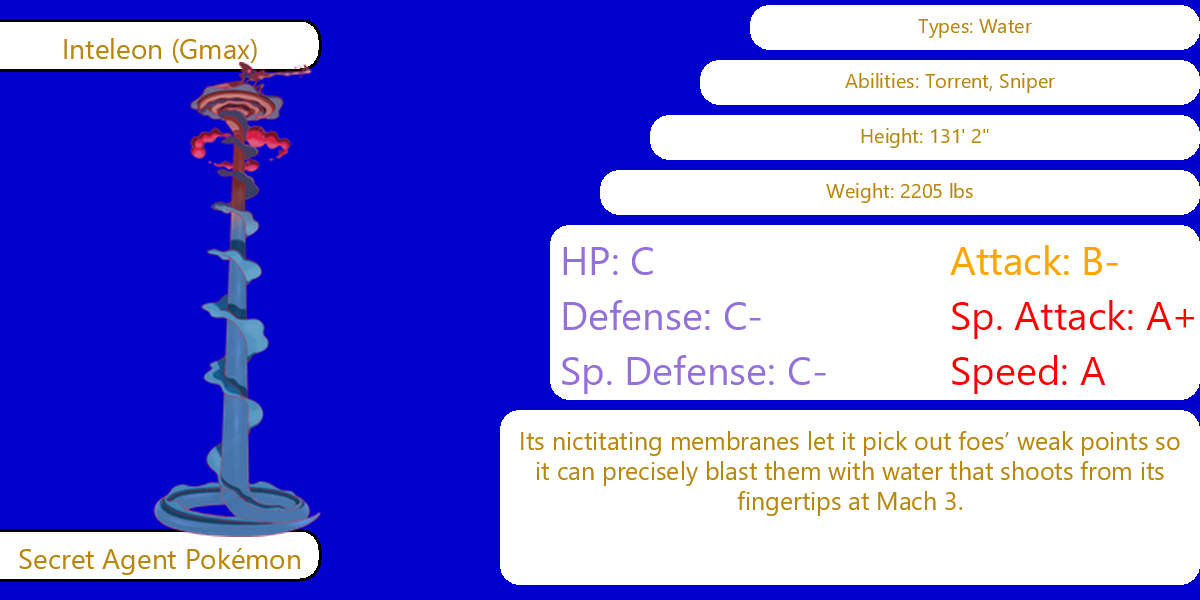 Inteleon (Gmax)
Types: Water
Abilities: Torrent, Sniper
Height: 131' 2"
Weight: 2205 lbs
HP: C
Attack: B-
Defense: C-
Sp. Attack: A+
Sp. Defense: C-
Speed: A
Its nictitating membranes let it pick out foes’ weak points so
it can precisely blast them with water that shoots from its
fingertips at Mach 3.
Secret Agent Pokémon